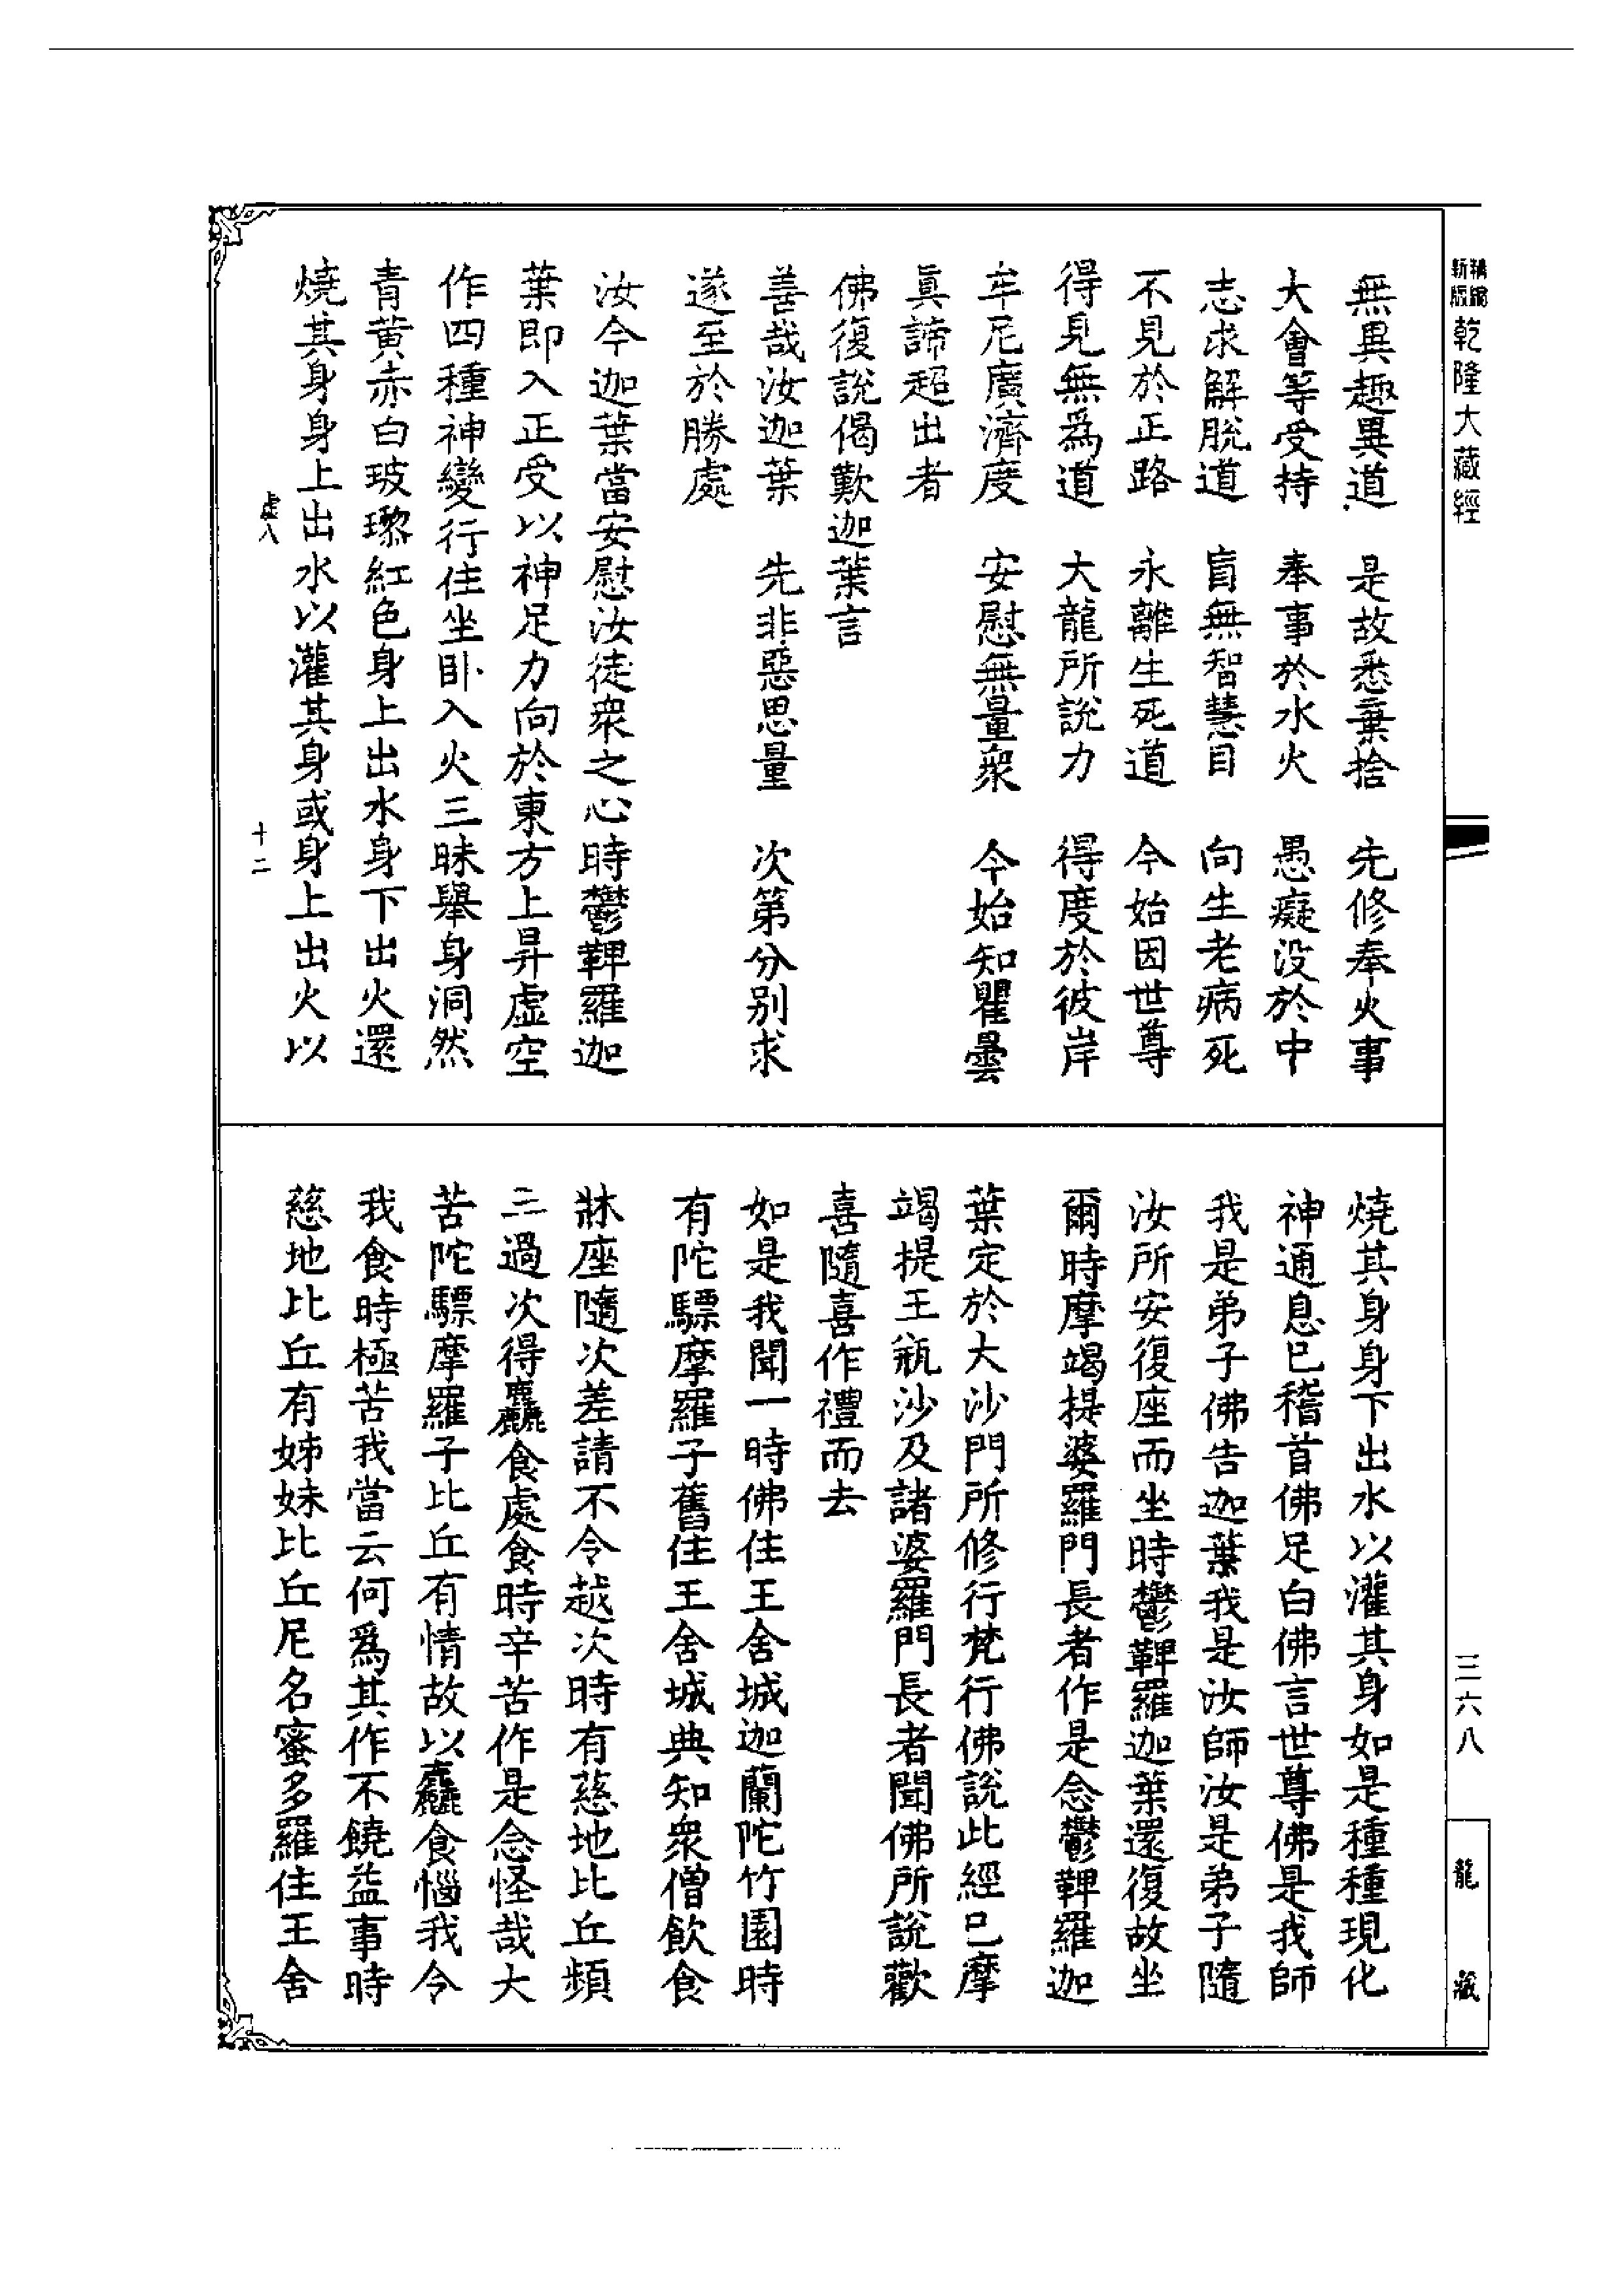 新編縮版乾隆大藏經
無異趣異道　是故悉棄捨　先修奉火事
大會等受持　奉事於水火　愚癡没於中
志求解脫道　盲無智慧目　向生老病死
不見於正路　永離生死道　今始因世尊
得見無爲道　大龍所說力　得度於彼岸
牟尼廣濟度　安慰無量衆　今始知瞿曇
眞諦超出者
佛復說偈歎迦葉言
善哉汝迦葉　先非惡思量　次第分別求
遂至於勝處
汝今迦葉當安慰汝徒衆之心時鬱鞞羅迦
葉即入正受以神足力向於東方上昇虛空
作四種神變行住坐臥入火三昧舉身洞然
青黃赤白玻瓈紅色身上出水身下出火還
燒其身身上出水以灌其身或身上出火以
虛八　十二
燒其身身下出水以灌其身如是種種現化
神通息已稽首佛足白佛言世尊佛是我師
我是弟子佛告迦葉我是汝師汝是弟子隨
汝所安復座而坐時鬱鞞羅迦葉還復故坐
爾時摩竭提婆羅門長者作是念鬱鞞羅迦
葉定於大沙門所修行梵行佛說此經已摩
竭提王瓶沙及諸婆羅門長者聞佛所說歡
喜隨喜作禮而去
如是我聞一時佛住王舍城迦蘭陀竹園時
有陀驃摩羅子舊住王舍城典知衆僧飲食
牀座隨次差請不令越次時有慈地比丘頻
三過次得麤食處食時辛苦作是念怪哉大
苦陀驃摩羅子比丘有情故以麤食惱我令
我食時極苦我當云何爲其作不饒益事時
慈地比丘有姊妹比丘尼名蜜多羅住王舍
三六八
龍藏